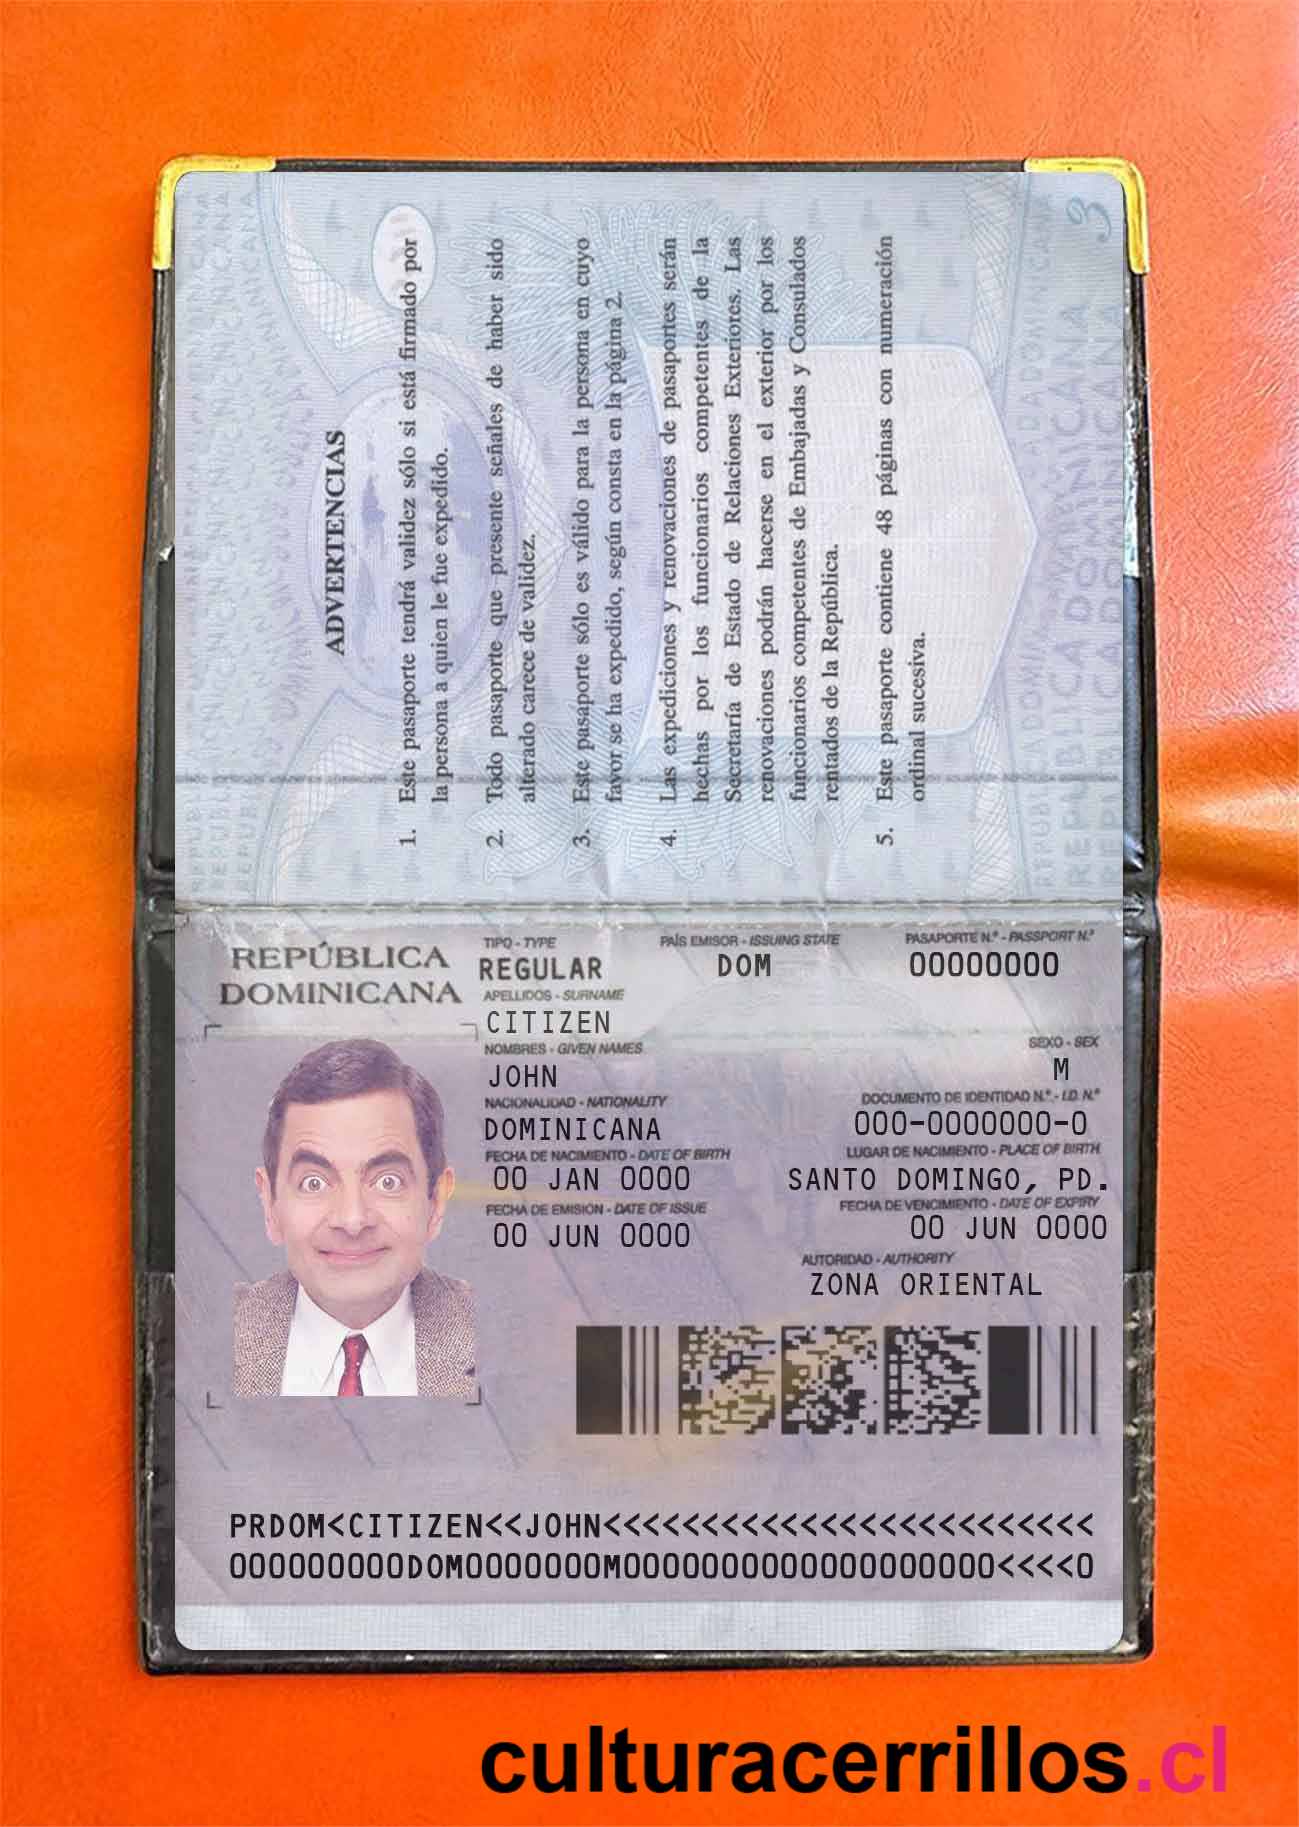 ADVERTENCIAS
1. Este pasaporte tendrá validez sólo si está firmado por
la persona a quien le fue expedido.
2. Todo pasaporte que presente señales de haber sido
alterado carece de validez.
3. Este pasaporte sólo es válido para la persona en cuyo
favor se ha expedido, según consta en la página 2.
4. Las expediciones y renovaciones de pasaportes serán
hechas por los funcionarios competentes de la
Secretaría de Estado de Relaciones Exteriores. Las
renovaciones podrán hacerse en el exterior por los
funcionarios competentes de Embajadas y Consulados
rentados de la República.
5. Este pasaporte contiene 48 páginas con numeración
ordinal sucesiva.
3
REPÚBLICA DOMINICANA
REPÚBLICA
DOMINICANA
TIPO - TYPE PAÍS EMISOR - ISSUING STATE PASAPORTE N.º - PASSPORT N.º
REGULAR DOM 00000000
APELLIDOS - SURNAME
CITIZEN
NOMBRES - GIVEN NAMES SEXO - SEX
JOHN M
NACIONALIDAD - NATIONALITY DOCUMENTO DE IDENTIDAD N.º - I.D. N.º
DOMINICANA 000-0000000-0
FECHA DE NACIMIENTO - DATE OF BIRTH LUGAR DE NACIMIENTO - PLACE OF BIRTH
00 JAN 0000 SANTO DOMINGO, PD.
FECHA DE EMISIÓN - DATE OF ISSUE FECHA DE VENCIMIENTO - DATE OF EXPIRY
00 JUN 0000 00 JUN 0000
AUTORIDAD - AUTHORITY
ZONA ORIENTAL
PRDOM<CITIZEN<<JOHN<<<<<<<<<<<<<<<<<<<<<<<<<
000000000DOM0000000M0000000000000000000<<<<0
culturacerrillos.cl